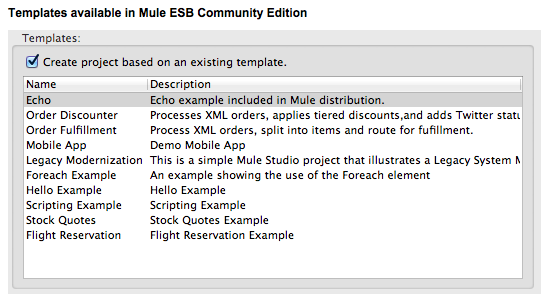 Templates available in Mule ESB Community Edition
Templates:
Create project based on an existing template.
Name Description
Echo Echo example included in Mule distribution.
Order Discounter Processes XML orders, applies tiered discounts,and adds Twitter statu
Order Fulfillment Process XML orders, split into items and route for fufillment.
Mobile App Demo Mobile App
Legacy Modernization This is a simple Mule Studio project that illustrates a Legacy System M
Foreach Example An example showing the use of the Foreach element
Hello Example Hello Example
Scripting Example Scripting Example
Stock Quotes Stock Quotes Example
Flight Reservation Flight Reservation Example